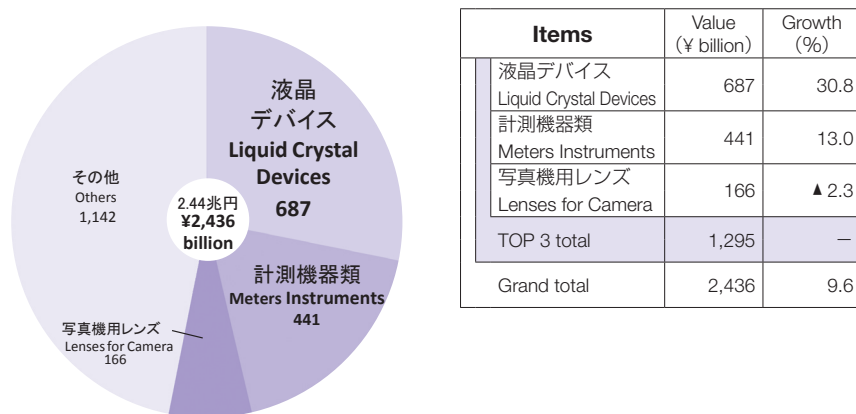 液晶
デバイス
Liquid Crystal
Devices
687
その他
Others
1,142
2.44兆円
¥2,436
billion
計測機器類
Meters Instruments
441
写真機用レンズ
Lenses for Camera
166
Items
Value
(¥ billion)
Growth
(%)
液晶デバイス
Liquid Crystal Devices
687
30.8
計測機器類
Meters Instruments
441
13.0
写真機用レンズ
Lenses for Camera
166
▲2.3
TOP 3 total
1,295
−
Grand total
2,436
9.6